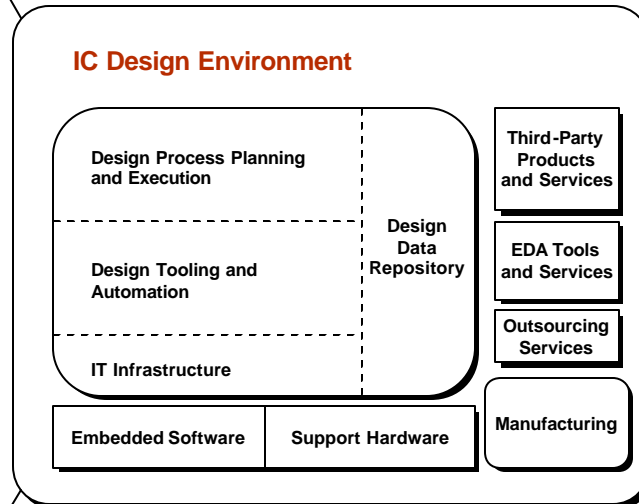 IC Design Environment
Design Process Planning
and Execution
Design Tooling and
Automation
IT Infrastructure
Design
Data
Repository
Third-Party
Products
and Services
EDA Tools
and Services
Outsourcing
Services
Embedded Software
Support Hardware
Manufacturing